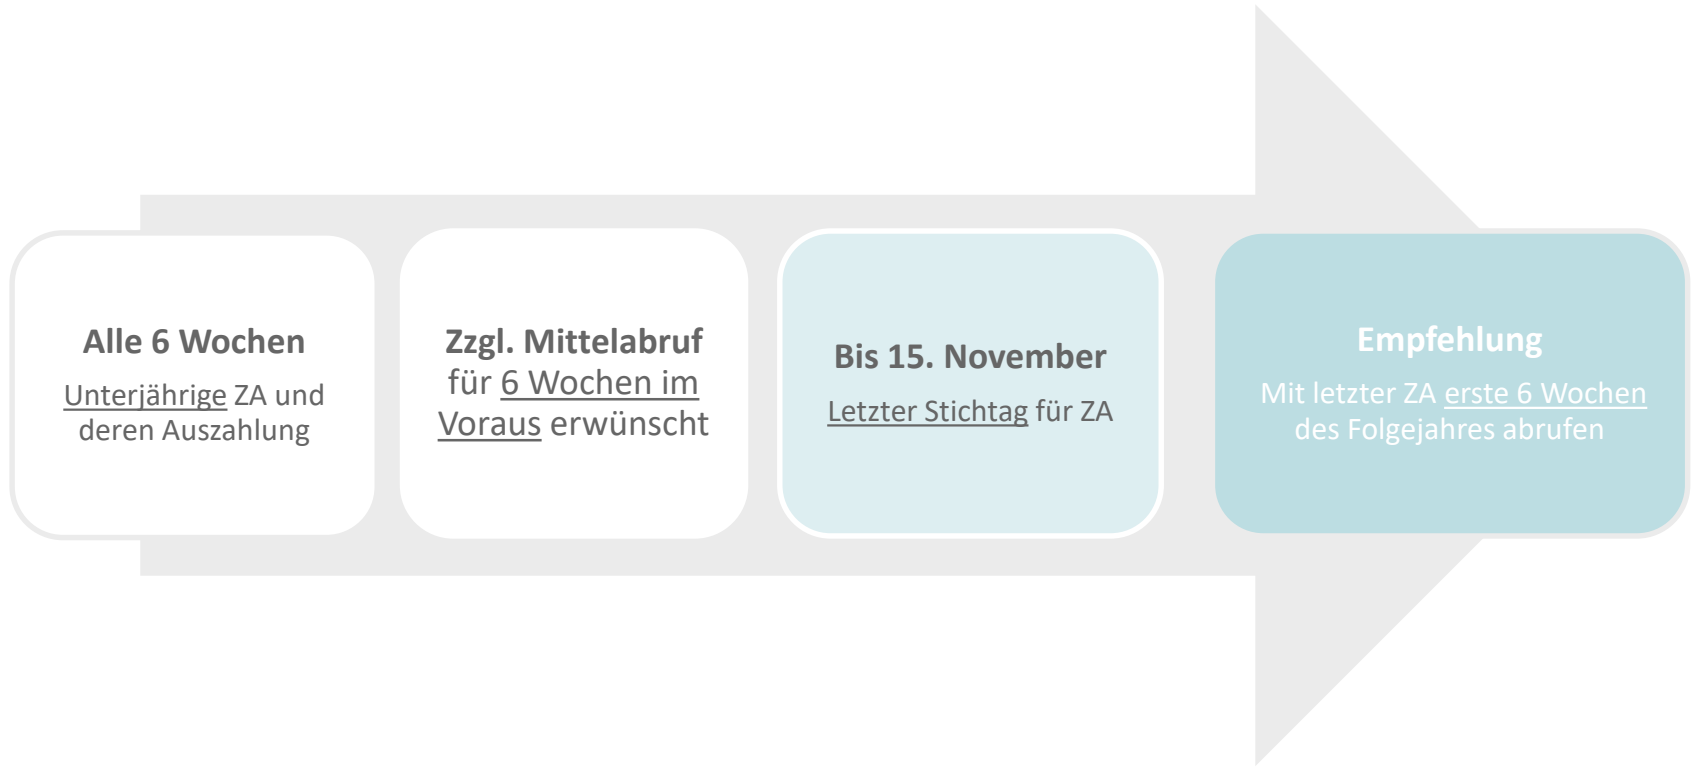 Alle 6 Wochen
Unterjährige ZA und
deren Auszahlung
Zzgl. Mittelabruf
für 6 Wochen im
Voraus erwünscht
Bis 15. November
Letzter Stichtag für ZA
Empfehlung
Mit letzter ZA erste 6 Wochen
des Folgejahres abrufen